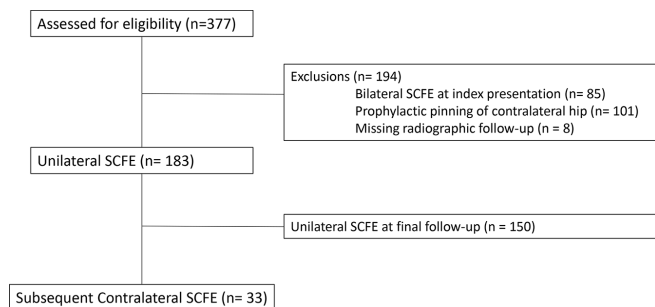 Assessed for eligibility (n=377)
Exclusions (n= 194)
Bilateral SCFE at index presentation (n= 85)
Prophylactic pinning of contralateral hip (n= 101)
Missing radiographic follow-up (n = 8)
Unilateral SCFE (n= 183)
Unilateral SCFE at final follow-up (n = 150)
Subsequent Contralateral SCFE (n= 33)